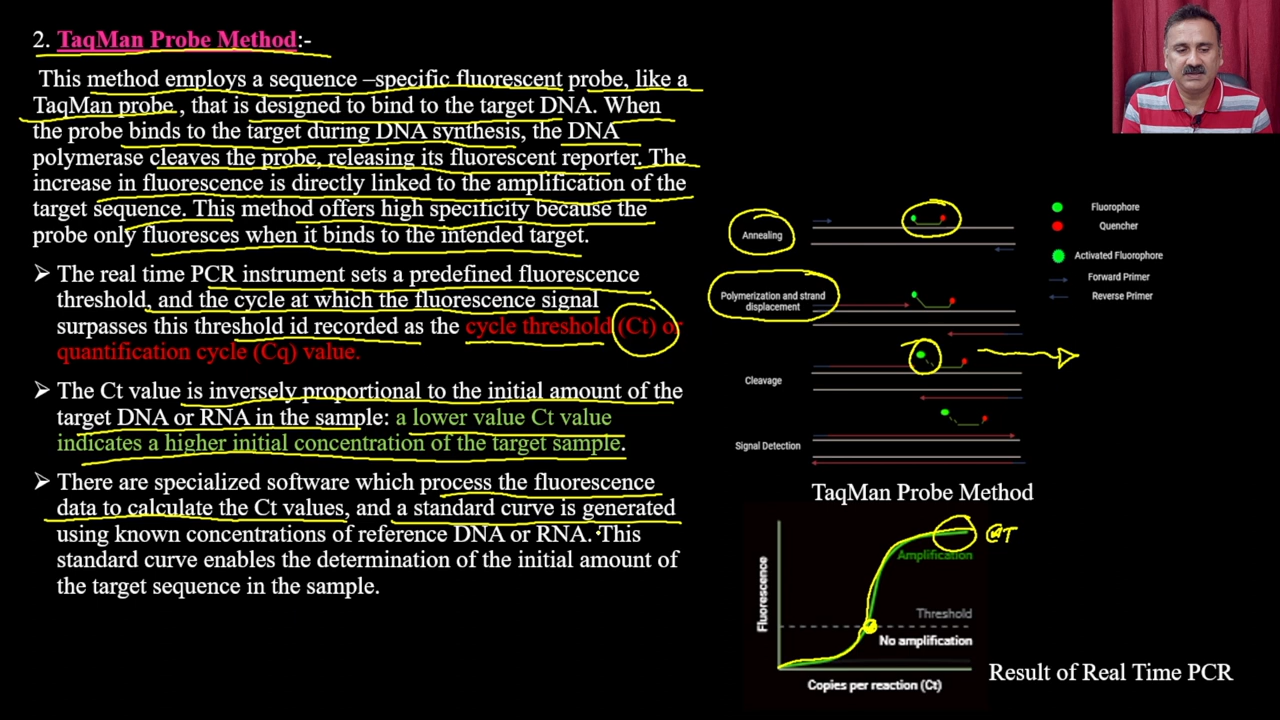 2. TaqMan Probe Method:-
This method employs a sequence –specific fluorescent probe, like a
TaqMan probe , that is designed to bind to the target DNA. When
the probe binds to the target during DNA synthesis, the DNA
polymerase cleaves the probe, releasing its fluorescent reporter. The
increase in fluorescence is directly linked to the amplification of the
target sequence. This method offers high specificity because the
probe only fluoresces when it binds to the intended target.
➢ The real time PCR instrument sets a predefined fluorescence
threshold, and the cycle at which the fluorescence signal
surpasses this threshold id recorded as the cycle threshold (Ct) or
quantification cycle (Cq) value.
➢ The Ct value is inversely proportional to the initial amount of the
target DNA or RNA in the sample: a lower value Ct value
indicates a higher initial concentration of the target sample.
➢ There are specialized software which process the fluorescence
data to calculate the Ct values, and a standard curve is generated
using known concentrations of reference DNA or RNA. This
standard curve enables the determination of the initial amount of
the target sequence in the sample.
Annealing
Polymerization and strand
displacement
Cleavage
Signal Detection
Fluorophore
Quencher
Activated Fluorophore
Forward Primer
Reverse Primer
TaqMan Probe Method
Fluorescence
Amplification
Threshold
No amplification
Copies per reaction (Ct)
Result of Real Time PCR